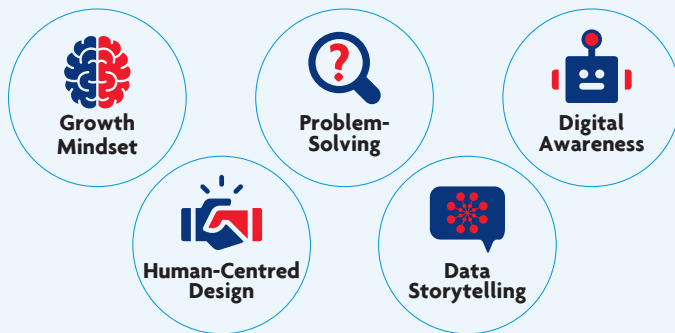 Growth
Mindset
Problem-
Solving
Digital
Awareness
Human-Centred
Design
Data
Storytelling